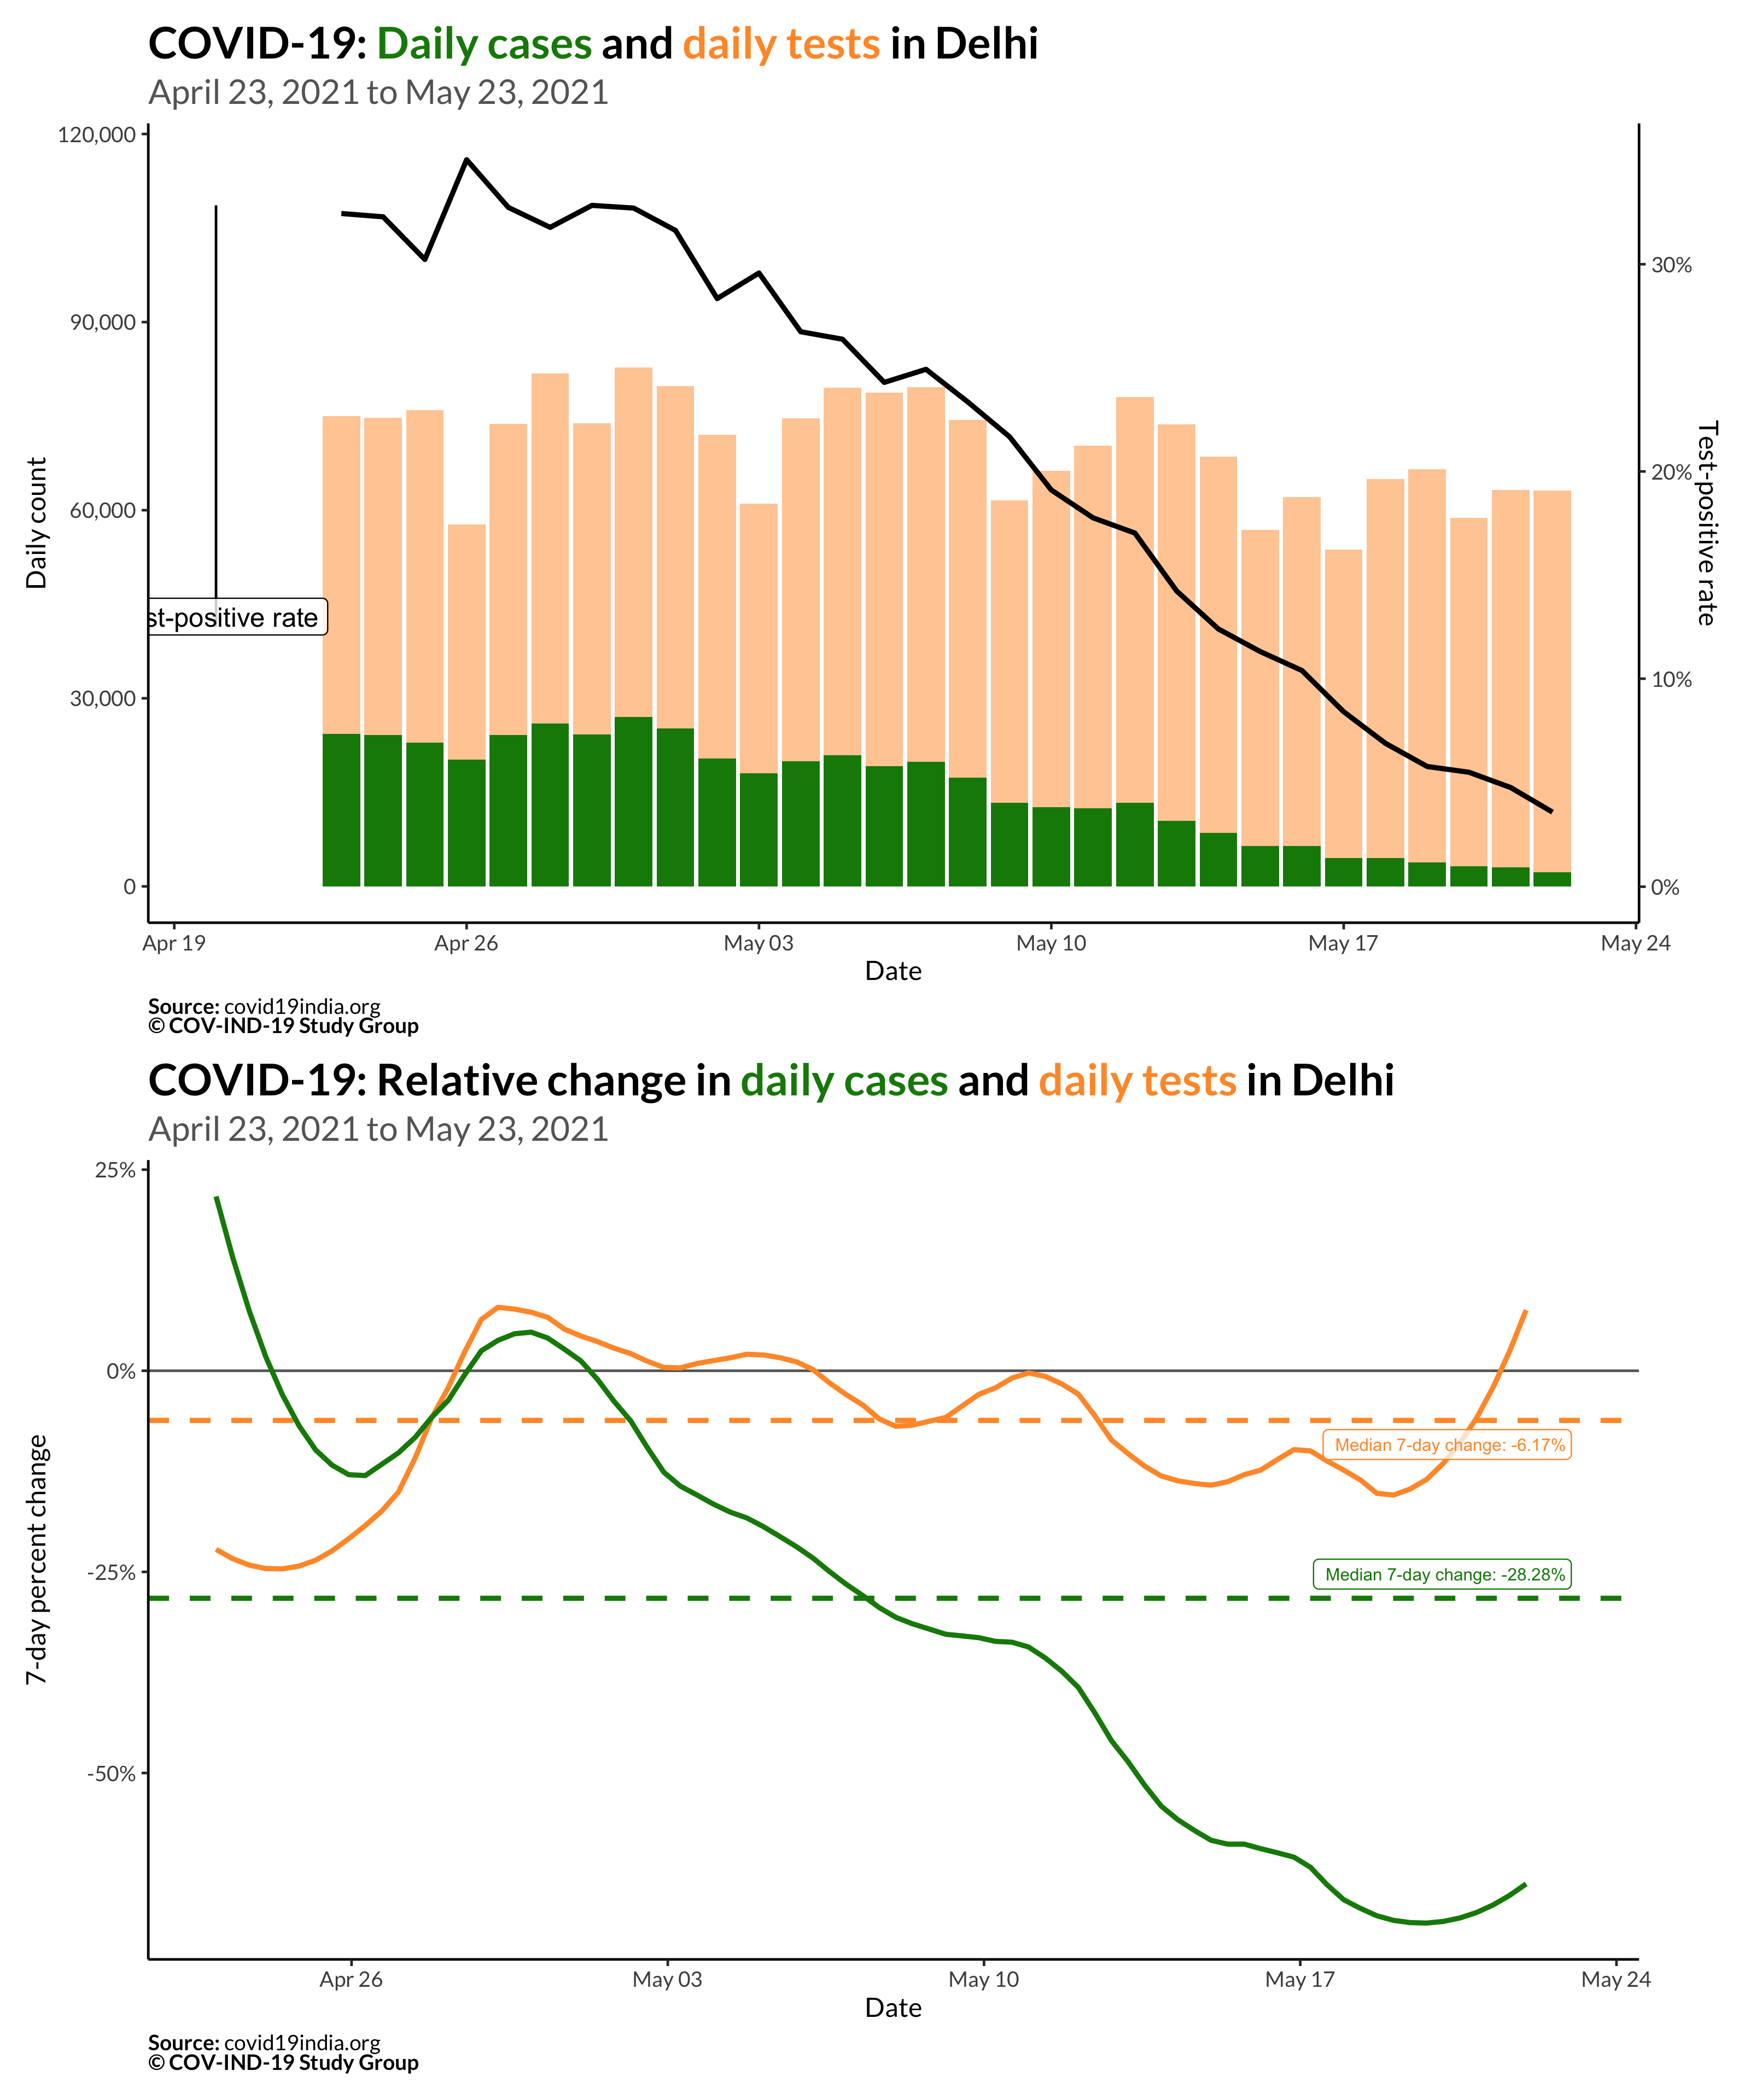 COVID-19: Daily cases and daily tests in Delhi
April 23, 2021 to May 23, 2021
120,000
90,000
60,000
30,000
0
Daily count
st-positive rate
30%
20%
10%
0%
Test-positive rate
Apr 19
Apr 26
May 03
May 10
May 17
May 24
Date
Source: covid19india.org
© COV-IND-19 Study Group
COVID-19: Relative change in daily cases and daily tests in Delhi
April 23, 2021 to May 23, 2021
25%
0%
-25%
-50%
7-day percent change
Median 7-day change: -6.17%
Median 7-day change: -28.28%
Apr 26
May 03
May 10
May 17
May 24
Date
Source: covid19india.org
© COV-IND-19 Study Group